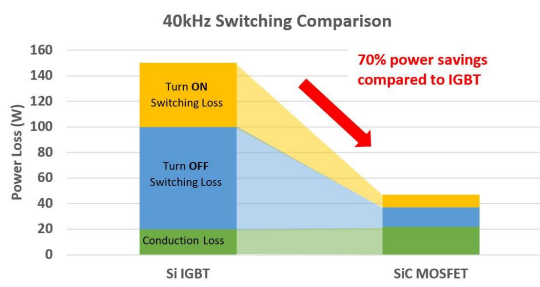 40kHz Switching Comparison
70% power savings
compared to IGBT
Power Loss (W)
160
140
120
100
80
60
40
20
0
Turn ON
Switching Loss
Turn OFF
Switching Loss
Conduction Loss
Si IGBT
SiC MOSFET